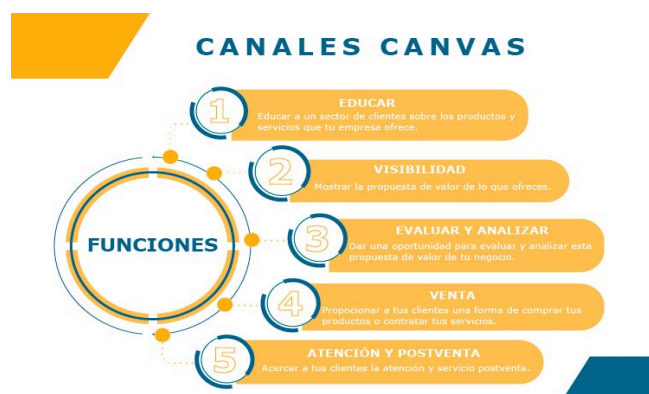 CANALES CANVAS
1
EDUCAR
Educar a un sector de clientes sobre los productos y
servicios que tu empresa ofrece.
2
VISIBILIDAD
Mostrar la propuesta de valor de lo que ofreces.
FUNCIONES
3
EVALUAR Y ANALIZAR
Dar una oportunidad para evaluar y analizar esta
propuesta de valor de tu negocio.
4
VENTA
Propocionar a tus clientes una forma de comprar tus
productos o contratar tus servicios.
5
ATENCIÓN Y POSTVENTA
Acercar a tus clientes la atención y servicio postventa.